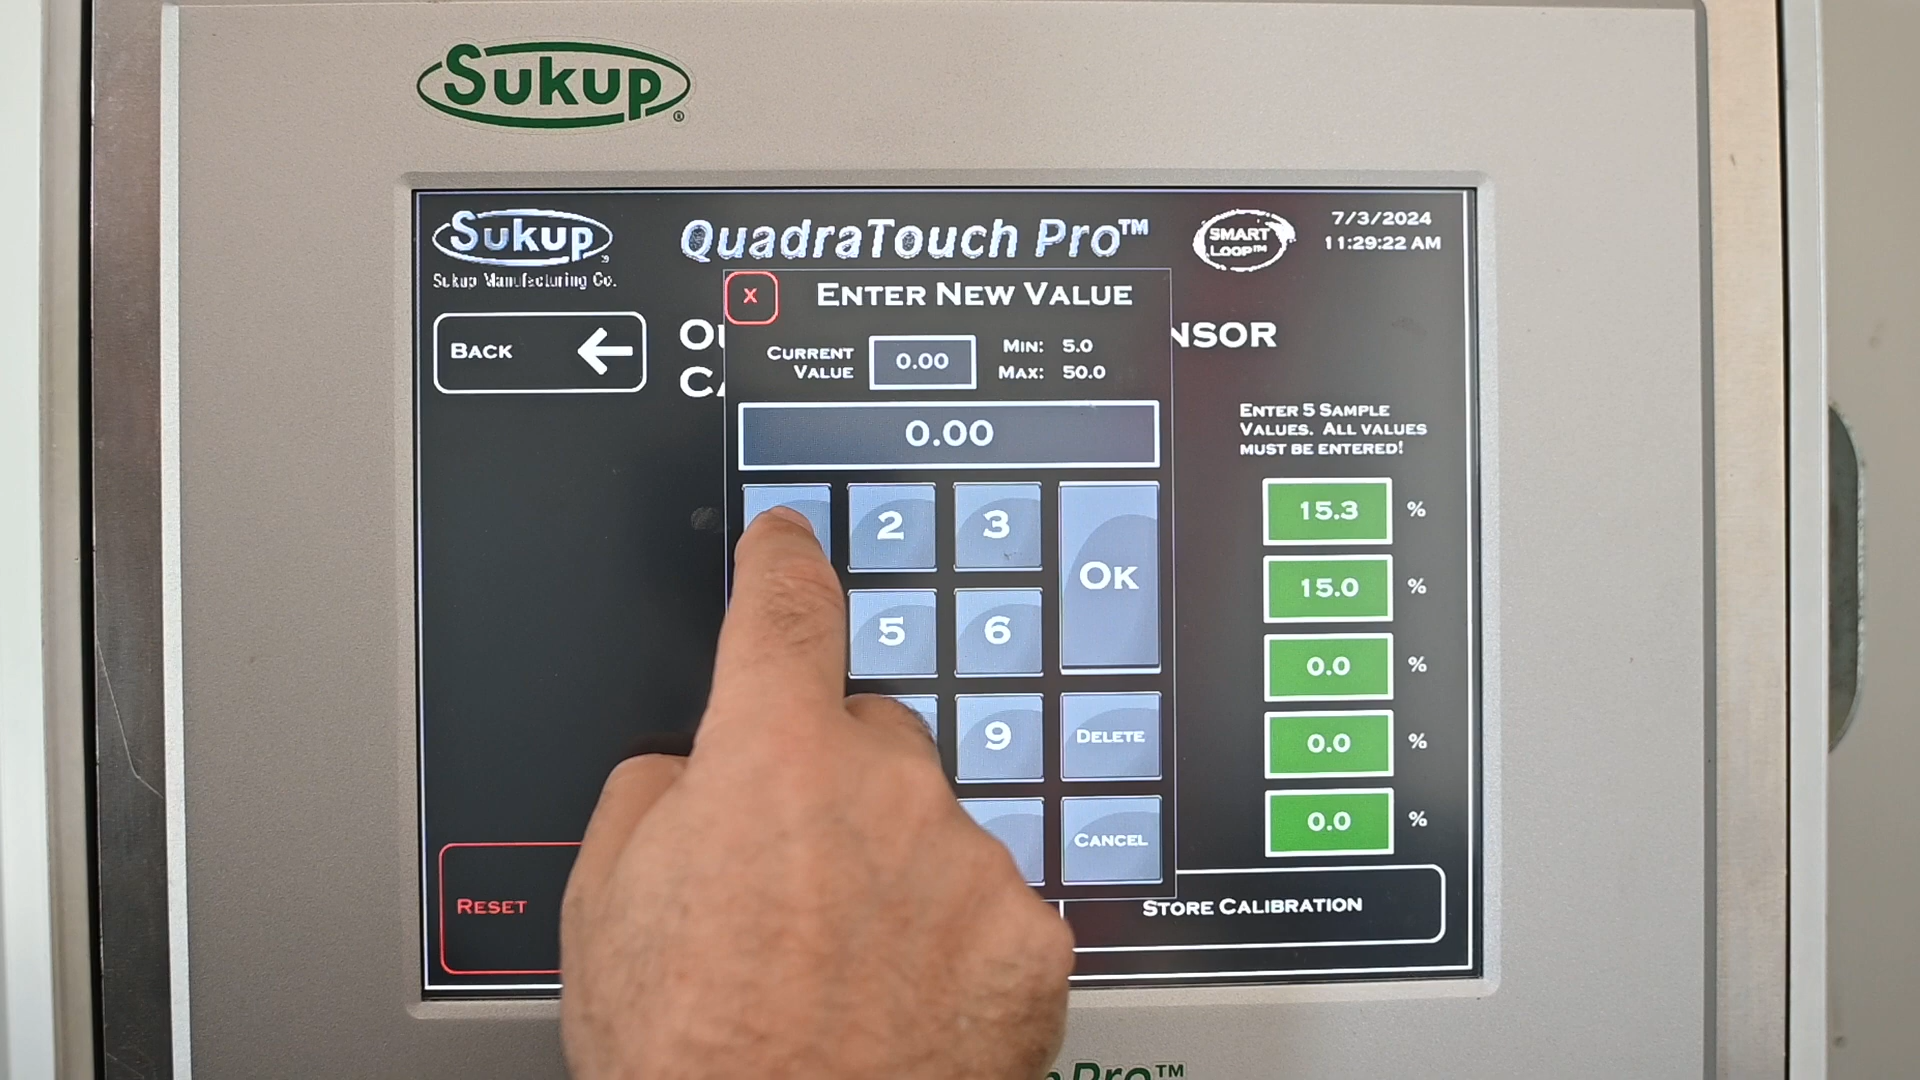 Sukup®
Sukup
Sukup Manufacturing Co.
QuadraTouch Pro™
SMART
LOOP™
7/3/2024
11:29:22 AM
X
ENTER NEW VALUE
BACK
NSOR
CURRENT
VALUE
0.00
MIN: 5.0
MAX: 50.0
0.00
ENTER 5 SAMPLE
VALUES. ALL VALUES
MUST BE ENTERED!
2
3
OK
5
6
9
DELETE
CANCEL
15.3 %
15.0 %
0.0 %
0.0 %
0.0 %
RESET
STORE CALIBRATION
Pro™